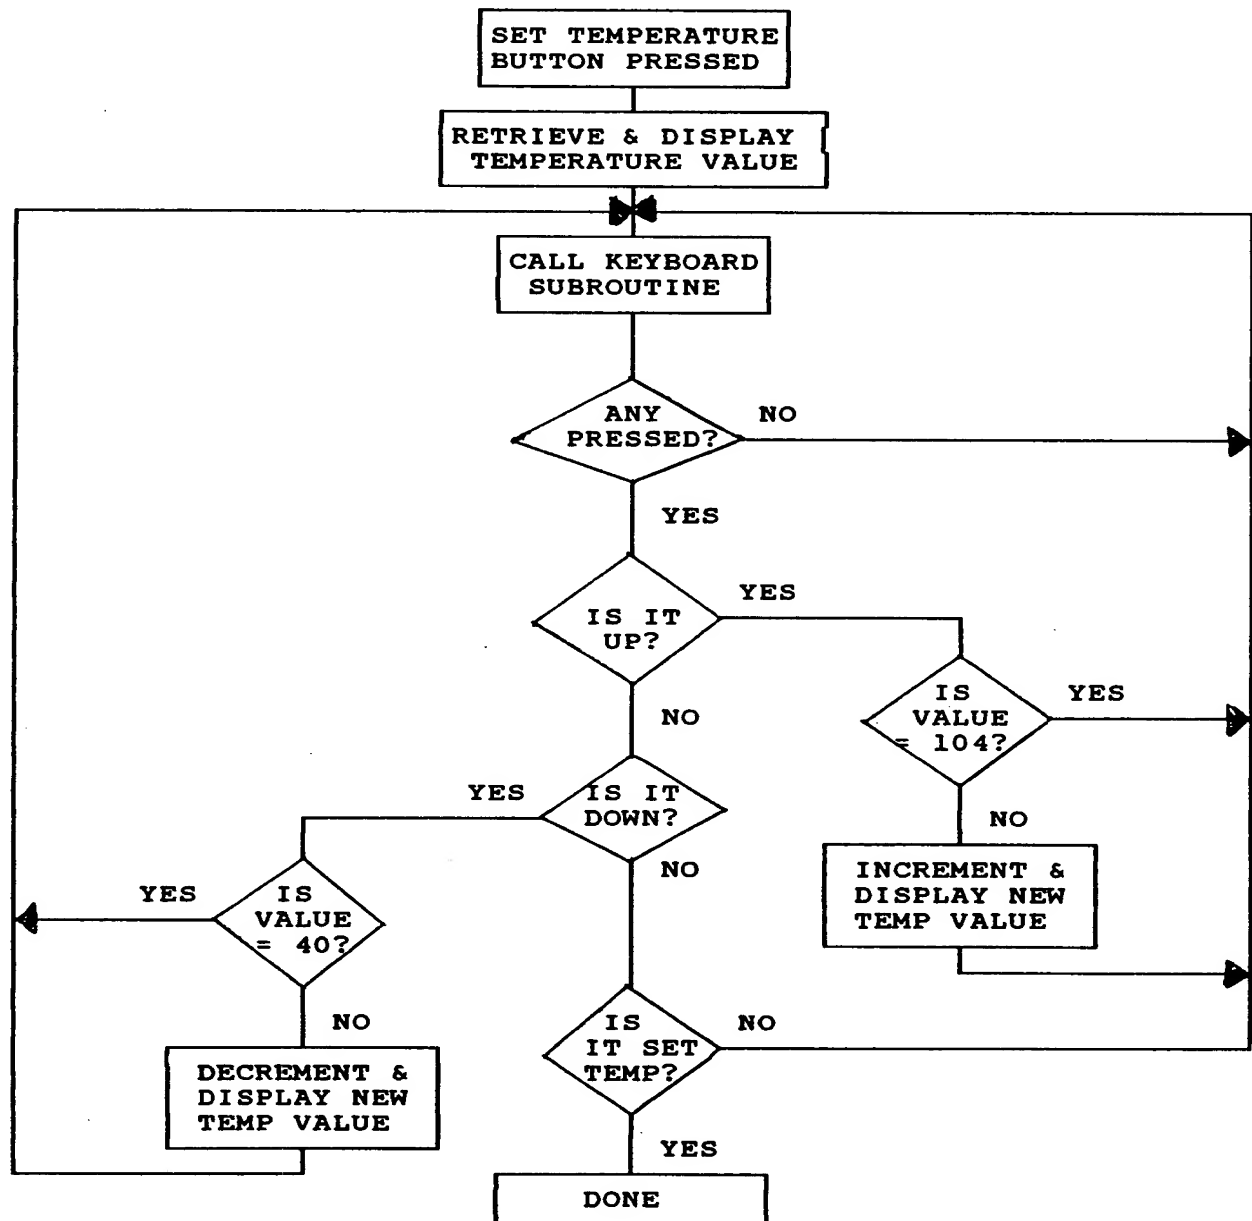 SET TEMPERATURE
BUTTON PRESSED
RETRIEVE & DISPLAY
TEMPERATURE VALUE
CALL KEYBOARD
SUBROUTINE
ANY
PRESSED?
NO
YES
IS IT
UP?
YES
NO
IS
VALUE
= 104?
YES
NO
INCREMENT &
DISPLAY NEW
TEMP VALUE
IS IT
DOWN?
YES
NO
IS
VALUE
= 40?
YES
NO
DECREMENT &
DISPLAY NEW
TEMP VALUE
IS
IT SET
TEMP?
NO
YES
DONE